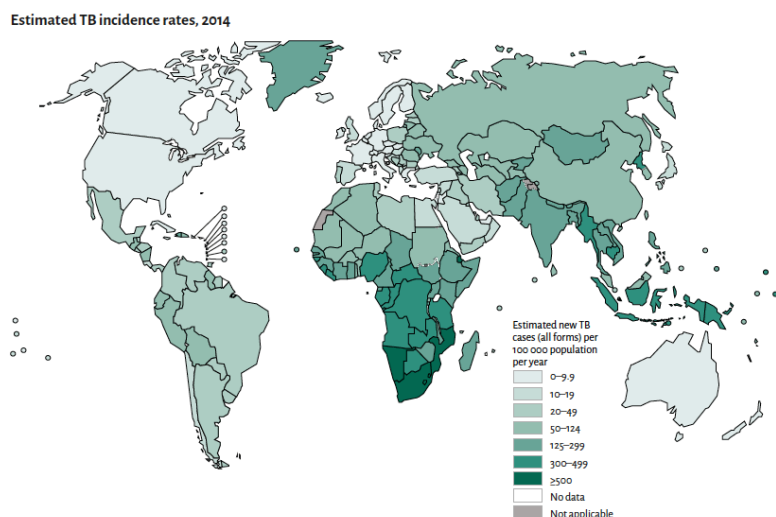 Estimated TB incidence rates, 2014
Estimated new TB
cases (all forms) per
100 000 population
per year
0–9.9
10–19
20–49
50–124
125–299
300–499
≥500
No data
Not applicable